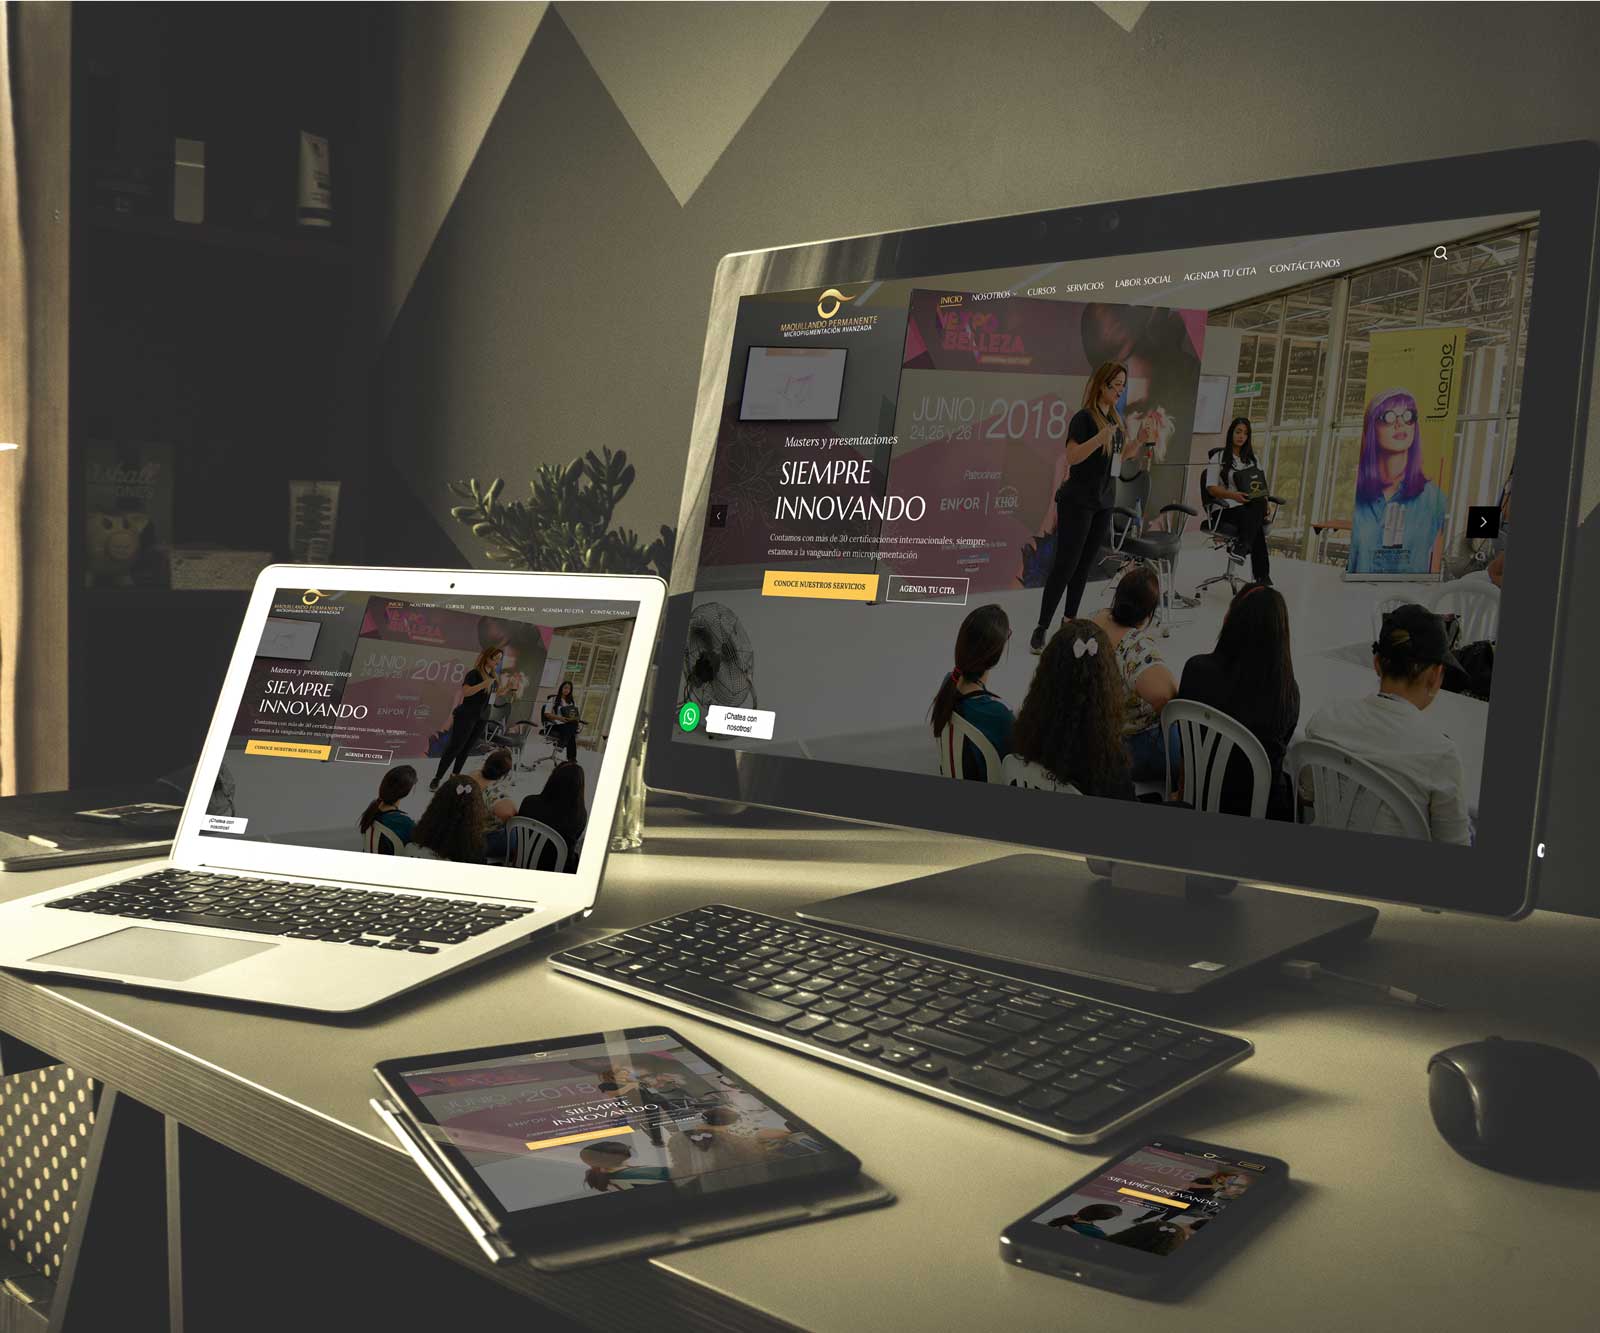 INICIO NOSOTROS CURSOS SERVICIOS LABOR SOCIAL AGENDA TU CITA CONTÁCTANOS
MAQUILLANDO PERMANENTE
MICROPIGMENTACIÓN AVANZADA
EXPO
BELLEZA
JUNIO 2018
24,25 y 26
Linange
Masters y presentaciones
SIEMPRE
INNOVANDO
Contamos con más de 30 certificaciones internacionales, siempre
estamos a la vanguardia en micropigmentación
CONOCE NUESTROS SERVICIOS
AGENDA TU CITA
¡Chatea con
nosotros!
MAQUILLANDO PERMANENTE
MICROPIGMENTACIÓN AVANZADA
INICIO NOSOTROS CURSOS SERVICIOS LABOR SOCIAL AGENDA TU CITA CONTÁCTANOS
EXPO
BELLEZA
JUNIO 2018
24,25 y 26
Masters y presentaciones
SIEMPRE
INNOVANDO
Contamos con más de 30 certificaciones internacionales, siempre
estamos a la vanguardia en micropigmentación
CONOCE NUESTROS SERVICIOS
AGENDA TU CITA
¡Chatea con
nosotros!
JUNIO 2018
SIEMPRE
INNOVANDO
2018
SIEMPRE INNOVANDO